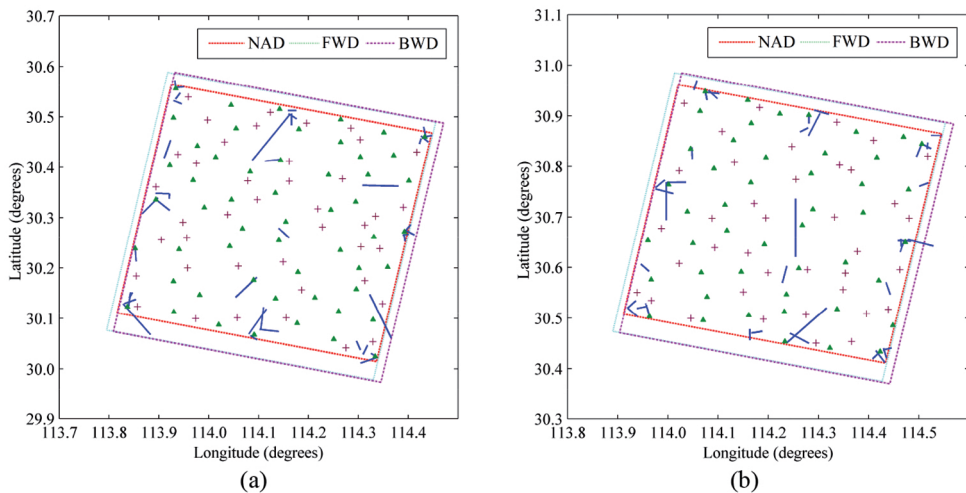 30.7
NAD FWD BWD
30.6
30.5
30.4
30.3
30.2
30.1
30.0
29.9
Latitude (degrees)
113.7 113.8 113.9 114.0 114.1 114.2 114.3 114.4
Longitude (degrees)
(a)
31.1
NAD FWD BWD
31.0
30.9
30.8
30.7
30.6
30.5
30.4
30.3
Latitude (degrees)
113.8 113.9 114.0 114.1 114.2 114.3 114.4 114.5
Longitude (degrees)
(b)